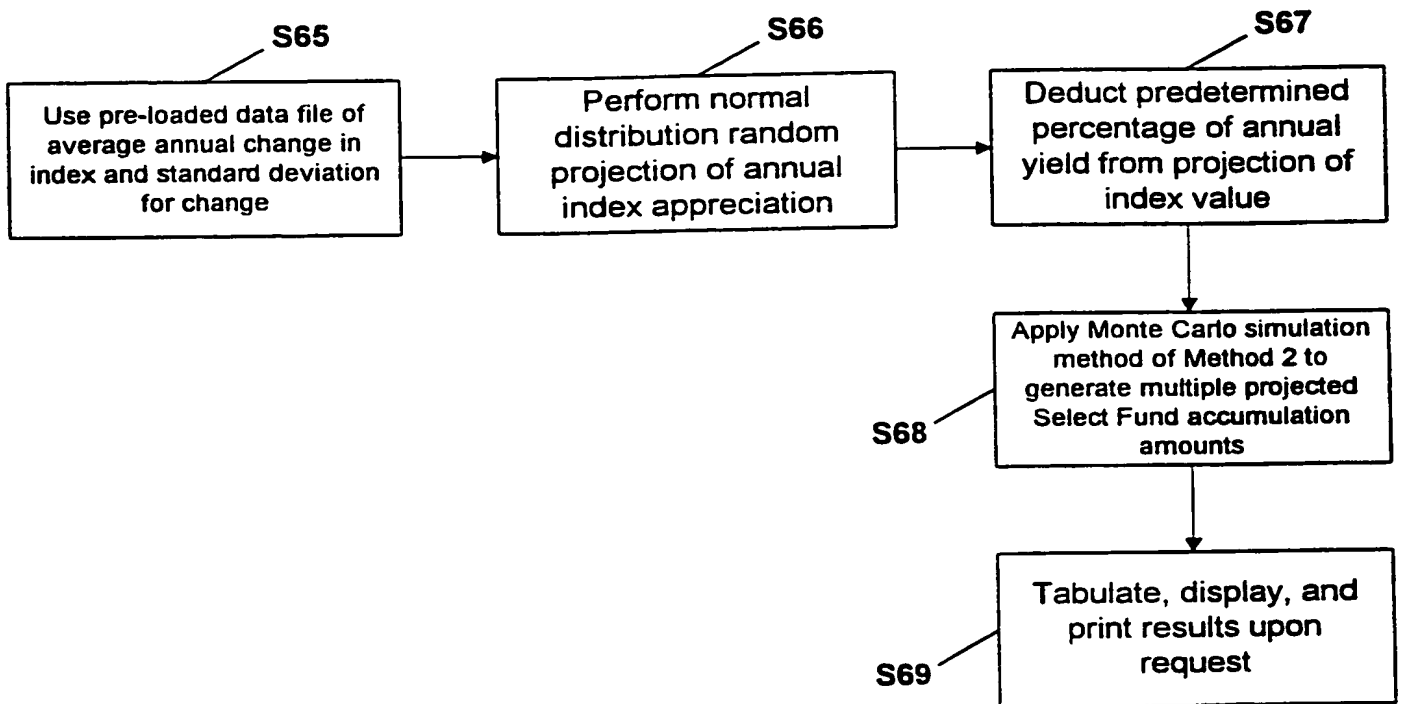 S65
Use pre-loaded data file of
average annual change in
index and standard deviation
for change
S66
Perform normal
distribution random
projection of annual
index appreciation
S67
Deduct predetermined
percentage of annual
yield from projection of
index value
Apply Monte Carlo simulation
method of Method 2 to
generate multiple projected
Select Fund accumulation
amounts
S68
Tabulate, display, and
print results upon
request
S69